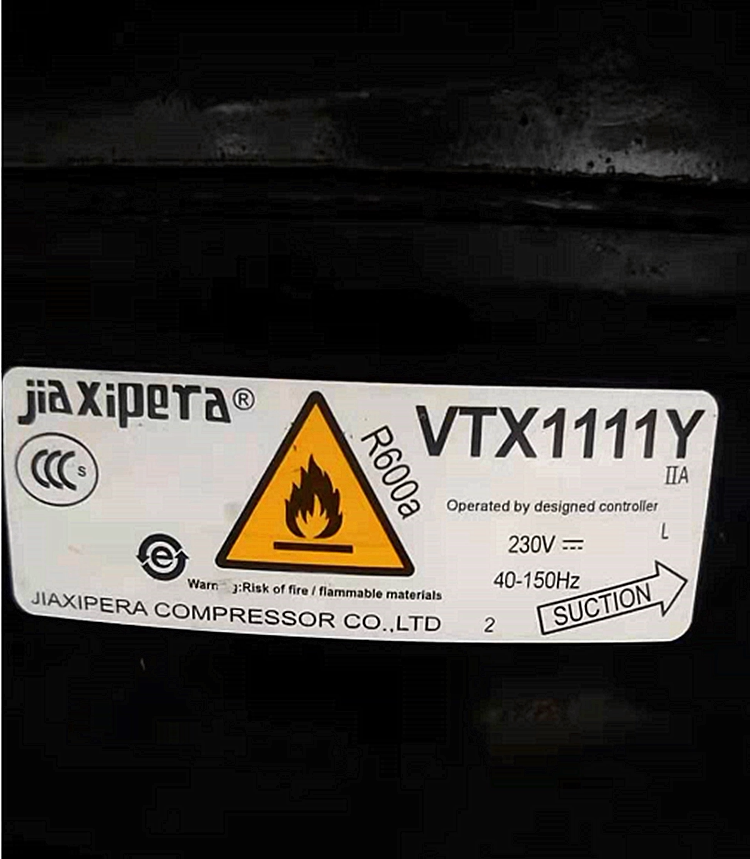 jiaxipera®
CCC S
R600a
VTX1111Y
IIA
Operated by designed controller
L
230V
40-150Hz
e
:Risk of fire / flammable materials
SUCTION
JIAXIPERA COMPRESSOR CO.,LTD
2